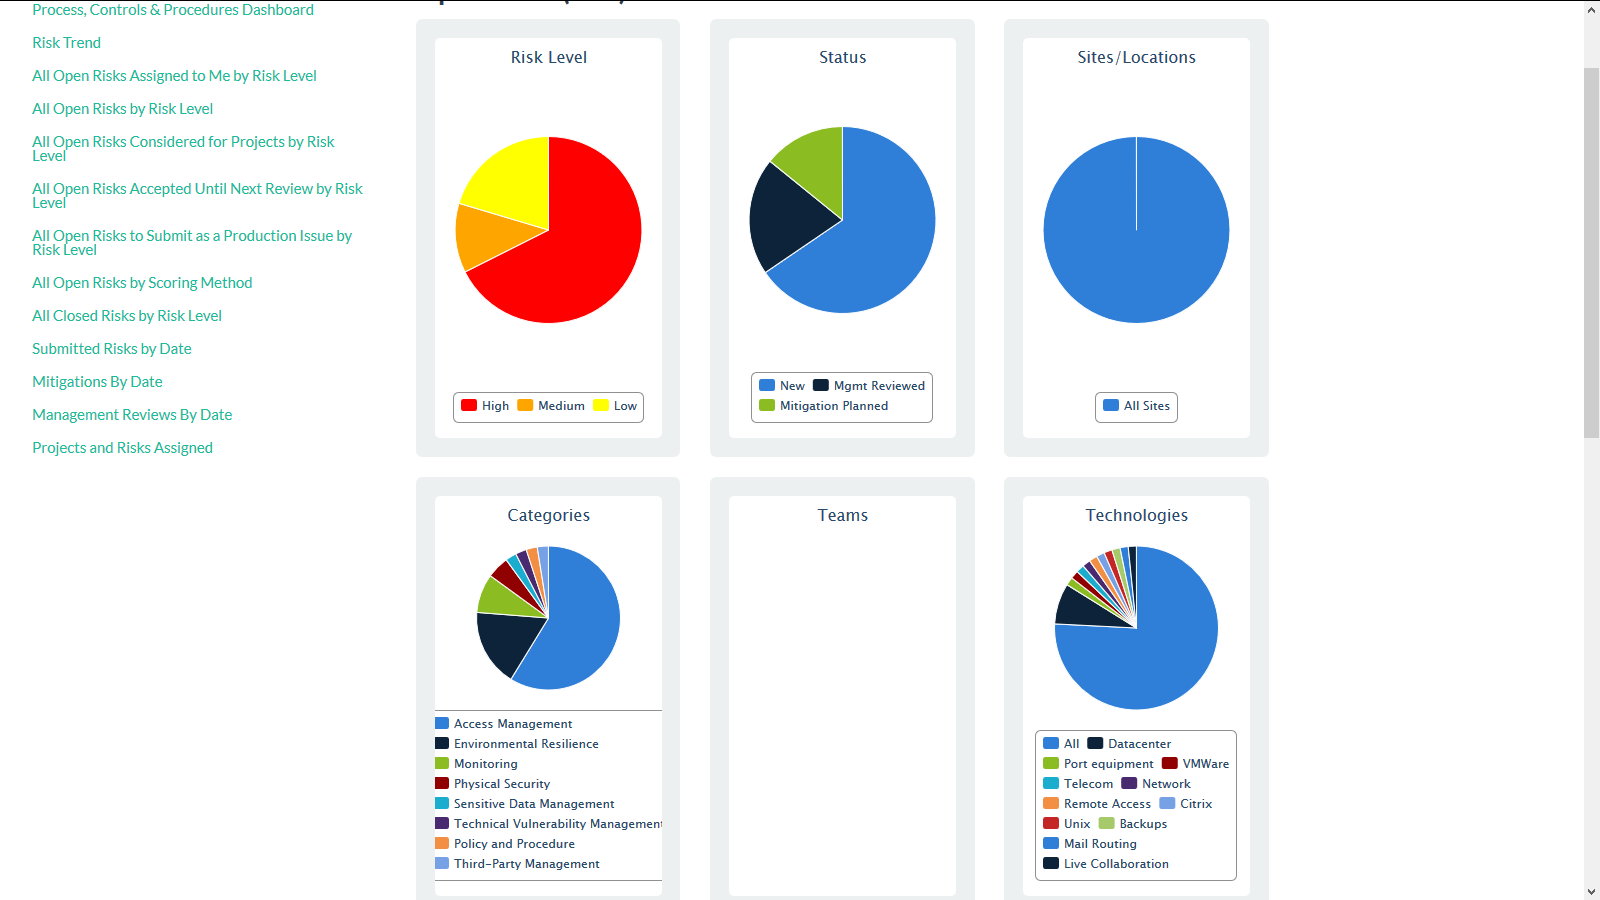 Process, Controls & Procedures Dashboard
Risk Trend
All Open Risks Assigned to Me by Risk Level
All Open Risks by Risk Level
All Open Risks Considered for Projects by Risk
Level
All Open Risks Accepted Until Next Review by Risk
Level
All Open Risks to Submit as a Production Issue by
Risk Level
All Open Risks by Scoring Method
All Closed Risks by Risk Level
Submitted Risks by Date
Mitigations By Date
Management Reviews By Date
Projects and Risks Assigned
Risk Level
High Medium Low
Status
New Mgmt Reviewed
Mitigation Planned
Sites/Locations
All Sites
Categories
Access Management
Environmental Resilience
Monitoring
Physical Security
Sensitive Data Management
Technical Vulnerability Management
Policy and Procedure
Third-Party Management
Teams
Technologies
All Datacenter
Port equipment VMWare
Telecom Network
Remote Access Citrix
Unix Backups
Mail Routing
Live Collaboration